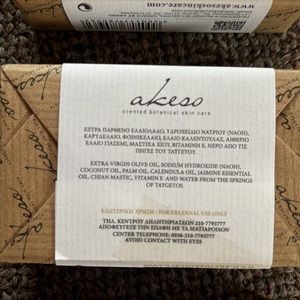 www.akesoskincare.com
akeso
scented botanical skin care
ΕΞΤΡΑ ΠΑΡΘΕΝΟ ΕΛΑΙΟΛΑΔΟ, ΥΔΡΟΞΕΙΔΙΟ ΝΑΤΡΙΟΥ (NAOH),
ΚΑΡΥΔΕΛΑΙΟ, ΦΟΙΝΙΚΕΛΑΙΟ, ΕΛΑΙΟ ΚΑΛΕΝΤΟΥΛΑΣ, ΑΙΘΕΡΙΟ
ΕΛΑΙΟ ΓΙΑΣΕΜΙ, ΜΑΣΤΙΧΑ ΧΙΟΥ, ΒΙΤΑΜΙΝΗ Ε, ΝΕΡΟ ΑΠΟ ΤΙΣ
ΠΗΓΕΣ ΤΟΥ ΤΑΫΓΕΤΟΥ.
EXTRA VIRGIN OLIVE OIL, SODIUM HYDROXIDE (NAOH),
COCONUT OIL, PALM OIL, CALENDULA OIL, JASMINE ESSENTIAL
OIL, CHIAN MASTIC, VITAMIN E AND WATER FROM THE SPRINGS
OF TAYGETOS.
ΕΞΩΤΕΡΙΚΗ ΧΡΗΣΗ / FOR EXTERNAL USE ONLY
ΤΗΛ. ΚΕΝΤΡΟΥ ΔΗΛΗΤΗΡΙΑΣΕΩΝ 210-7793777
ΑΠΟΦΕΥΓΕΤΕ ΤΗΝ ΕΠΑΦΗ ΜΕ ΤΑ ΜΑΤΙΑ/POISON
CENTER TELEPHONE: 0030-210-7793777
AVOID CONTACT WITH EYES